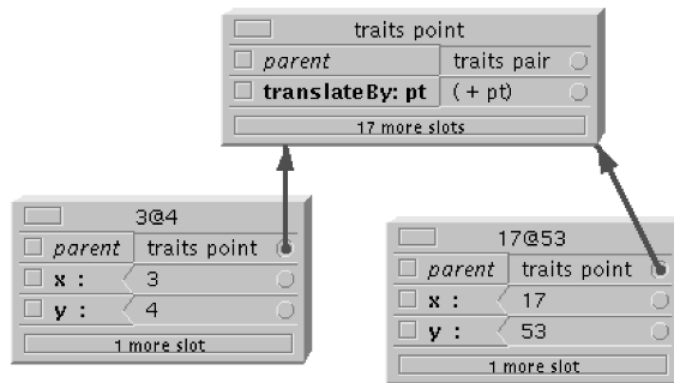 traits point
parent traits pair
translateBy: pt (+ pt)
17 more slots
3@4
parent traits point
x : 3
y : 4
1 more slot
17@53
parent traits point
x : 17
y : 53
1 more slot